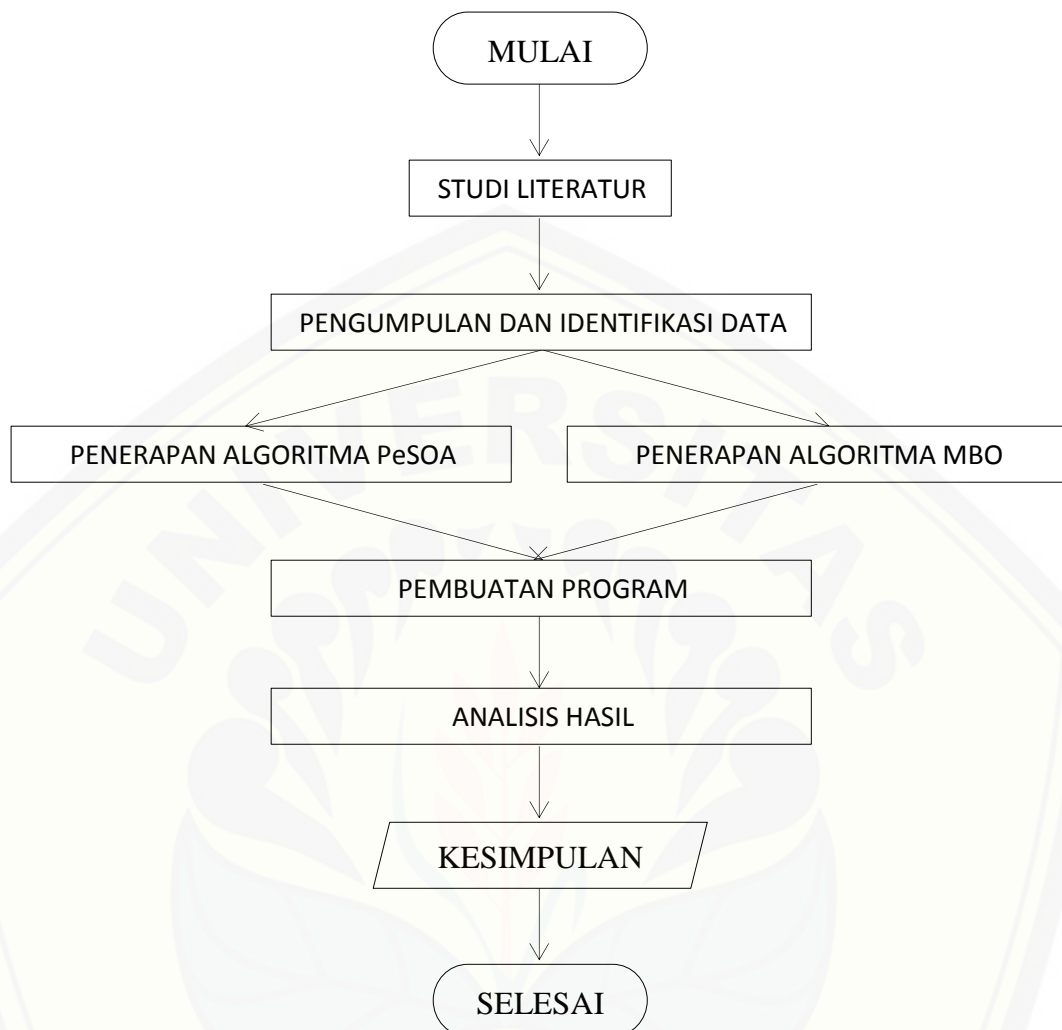 MULAI
STUDI LITERATUR
PENGUMPULAN DAN IDENTIFIKASI DATA
PENERAPAN ALGORITMA PeSOA
PENERAPAN ALGORITMA MBO
PEMBUATAN PROGRAM
ANALISIS HASIL
KESIMPULAN
SELESAI
UNIVERSITAS